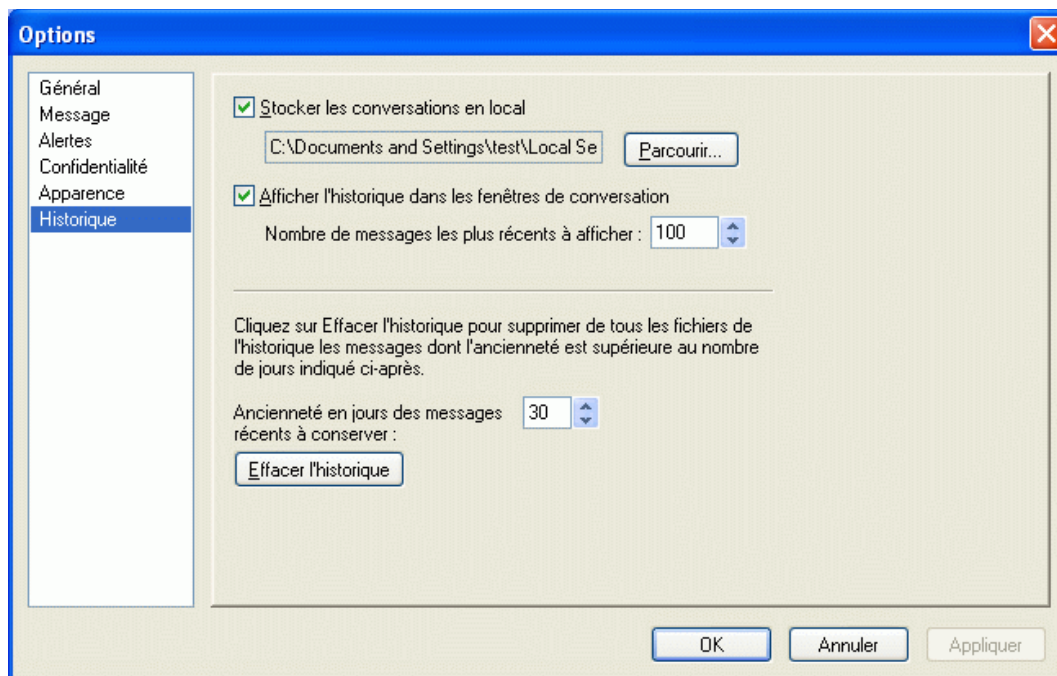 Options
Général
Message
Alertes
Confidentialité
Apparence
Historique
Stocker les conversations en local
C:\Documents and Settings\test\Local Se
Parcourir...
Afficher l'historique dans les fenêtres de conversation
Nombre de messages les plus récents à afficher :
100
Cliquez sur Effacer l'historique pour supprimer de tous les fichiers de
l'historique les messages dont l'ancienneté est supérieure au nombre
de jours indiqué ci-après.
Ancienneté en jours des messages
récents à conserver :
30
Effacer l'historique
OK
Annuler
Appliquer